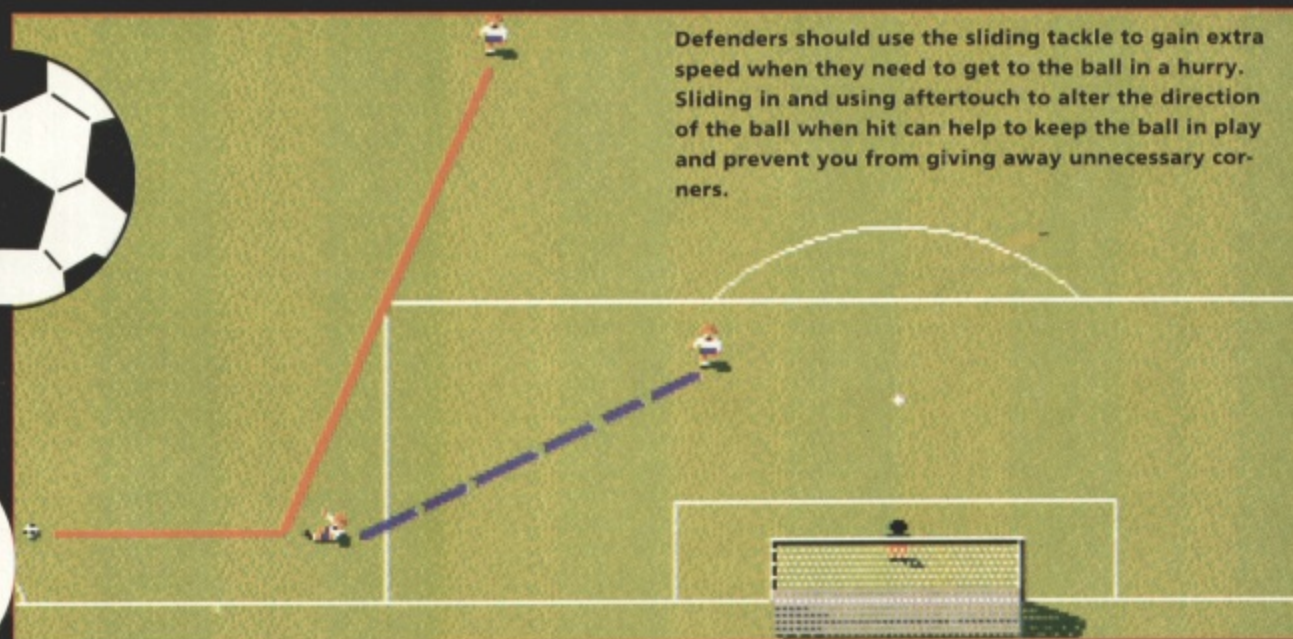 Defenders should use the sliding tackle to gain extra
speed when they need to get to the ball in a hurry.
Sliding in and using aftertouch to alter the direction
of the ball when hit can help to keep the ball in play
and prevent you from giving away unnecessary cor-
ners.